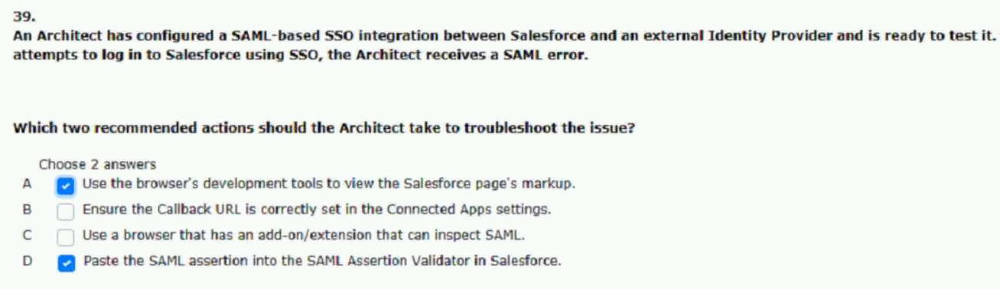 39.
An Architect has configured a SAML-based SSO integration between Salesforce and an external Identity Provider and is ready to test it.
attempts to log in to Salesforce using SSO, the Architect receives a SAML error.
Which two recommended actions should the Architect take to troubleshoot the issue?
Choose 2 answers
A Use the browser's development tools to view the Salesforce page's markup.
B Ensure the Callback URL is correctly set in the Connected Apps settings.
C Use a browser that has an add-on/extension that can inspect SAML.
D Paste the SAML assertion into the SAML Assertion Validator in Salesforce.